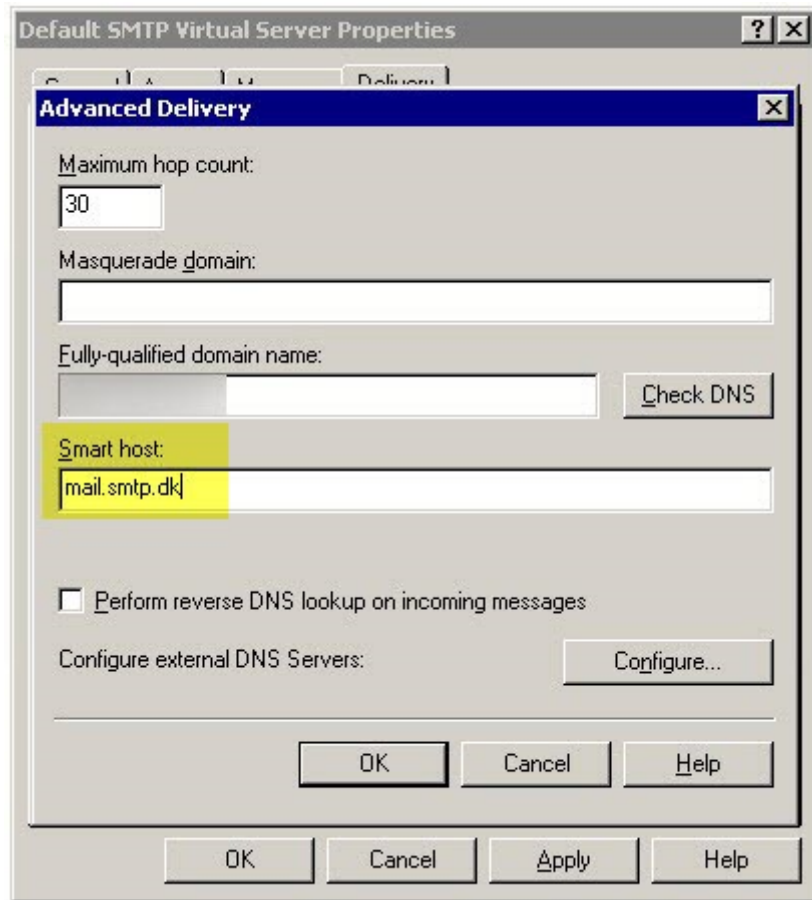 Default SMTP Virtual Server Properties
Delivery
Advanced Delivery
Maximum hop count:
30
Masquerade domain:
Fully-qualified domain name:
Check DNS
Smart host:
mail.smtp.dk
Perform reverse DNS lookup on incoming messages
Configure external DNS Servers:
Configure...
OK Cancel Help
OK Cancel Apply Help